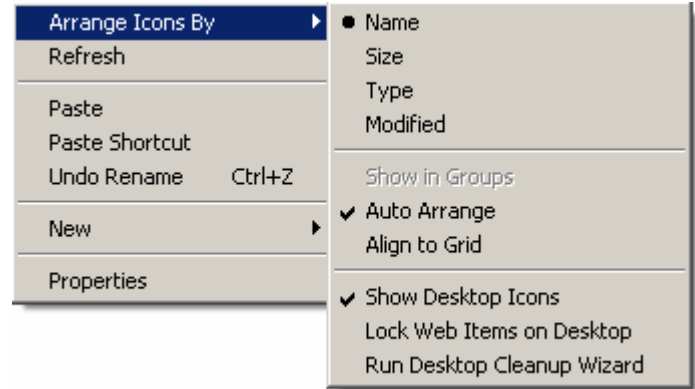 Arrange Icons By
Refresh
Paste
Paste Shortcut
Undo Rename Ctrl+Z
New
Properties
Name
Size
Type
Modified
Show in Groups
Auto Arrange
Align to Grid
Show Desktop Icons
Lock Web Items on Desktop
Run Desktop Cleanup Wizard